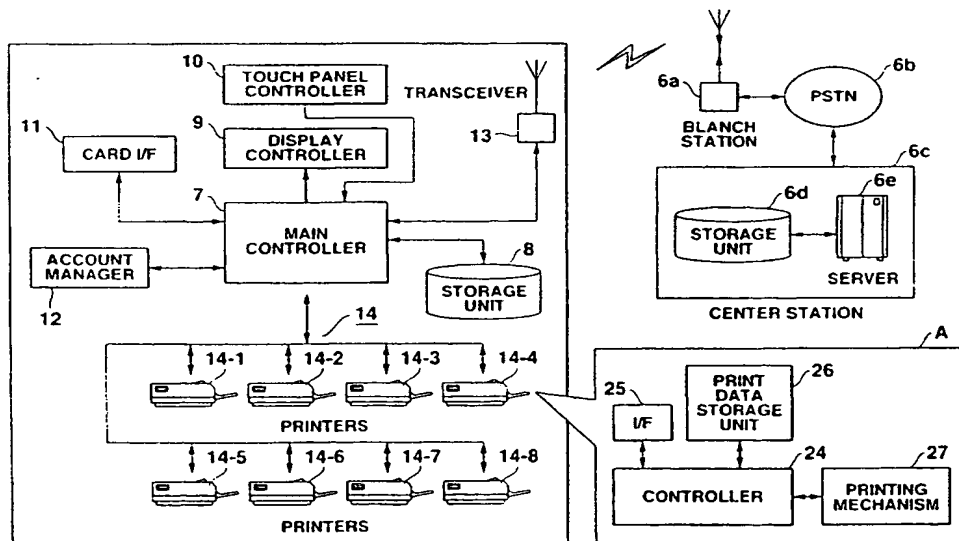 10
TOUCH PANEL
CONTROLLER
TRANSCEIVER
13
9
DISPLAY
CONTROLLER
11
CARD I/F
7
MAIN
CONTROLLER
ACCOUNT
MANAGER
12
8
STORAGE
UNIT
14
14-1
14-2
14-3
14-4
PRINTERS
14-5
14-6
14-7
14-8
PRINTERS
6a
BLANCH
STATION
6b
PSTN
6c
6d
STORAGE
UNIT
6e
SERVER
CENTER STATION
A
25
I/F
26
PRINT
DATA
STORAGE
UNIT
24
CONTROLLER
27
PRINTING
MECHANISM